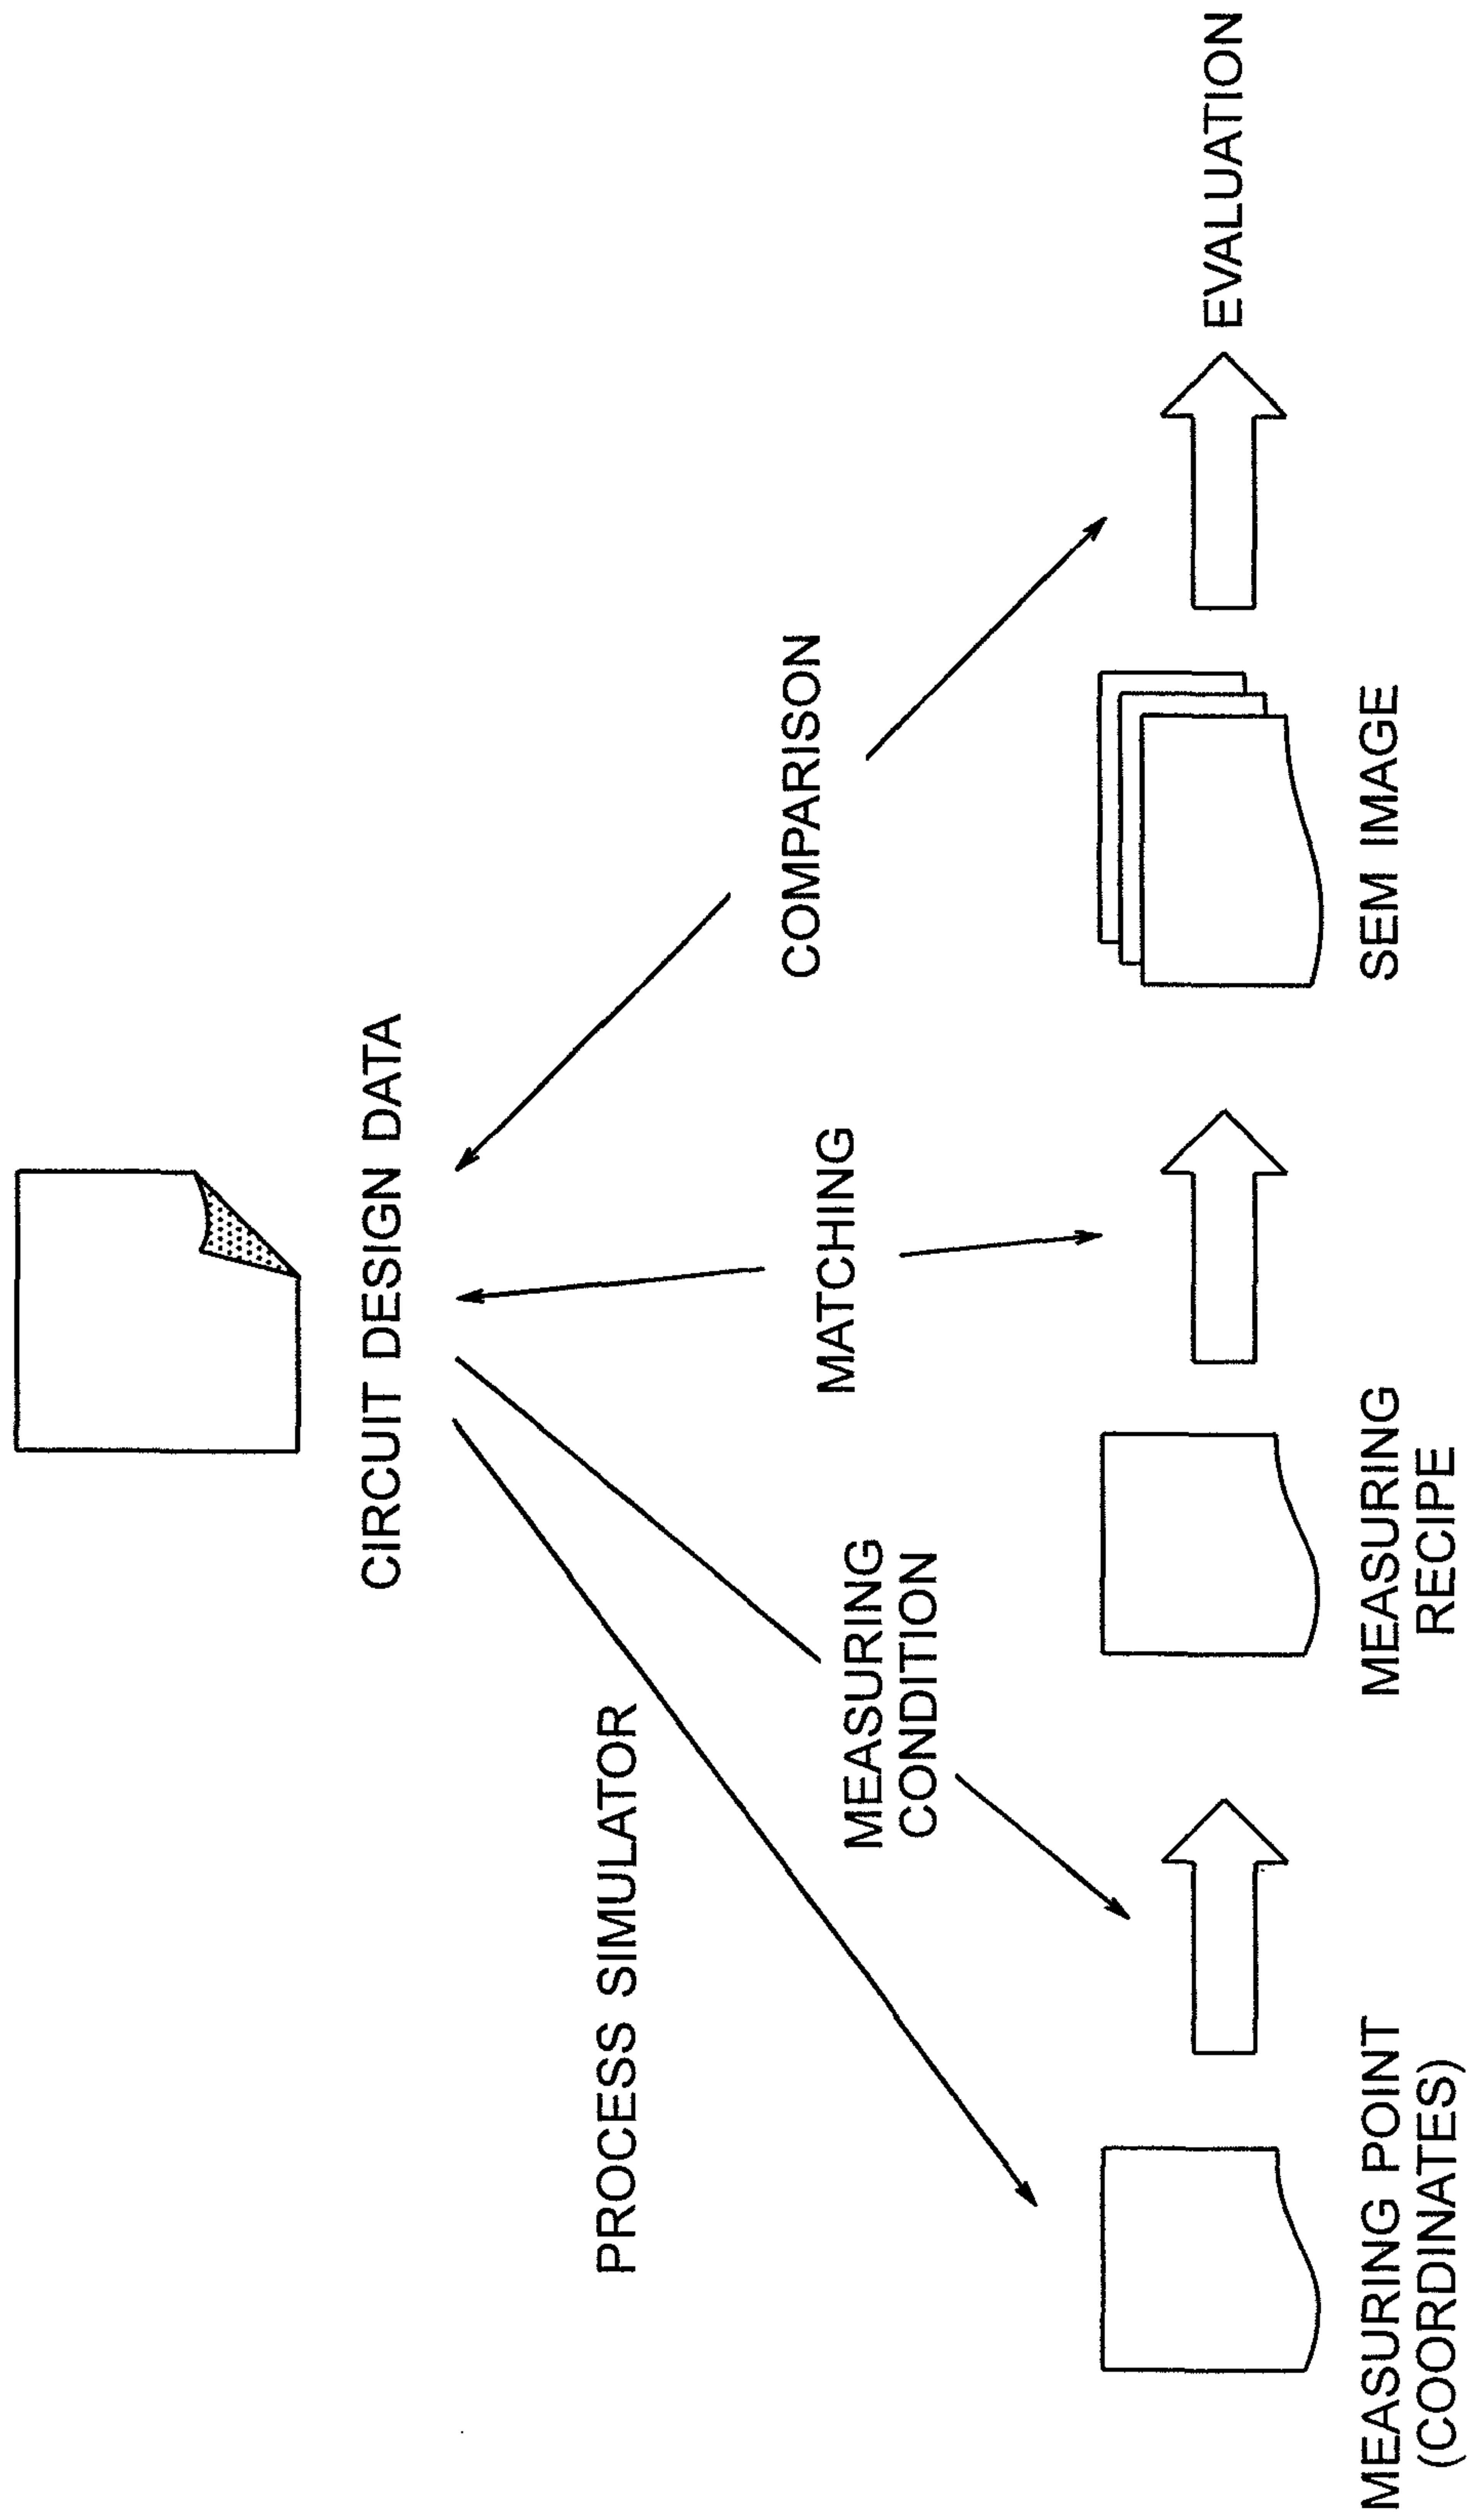 CIRCUIT DESIGN DATA
PROCESS SIMULATOR
MEASURING
CONDITION
MATCHING
COMPARISON
MEASURING POINT
(COORDINATES)
MEASURING
RECIPE
SEM IMAGE
EVALUATION